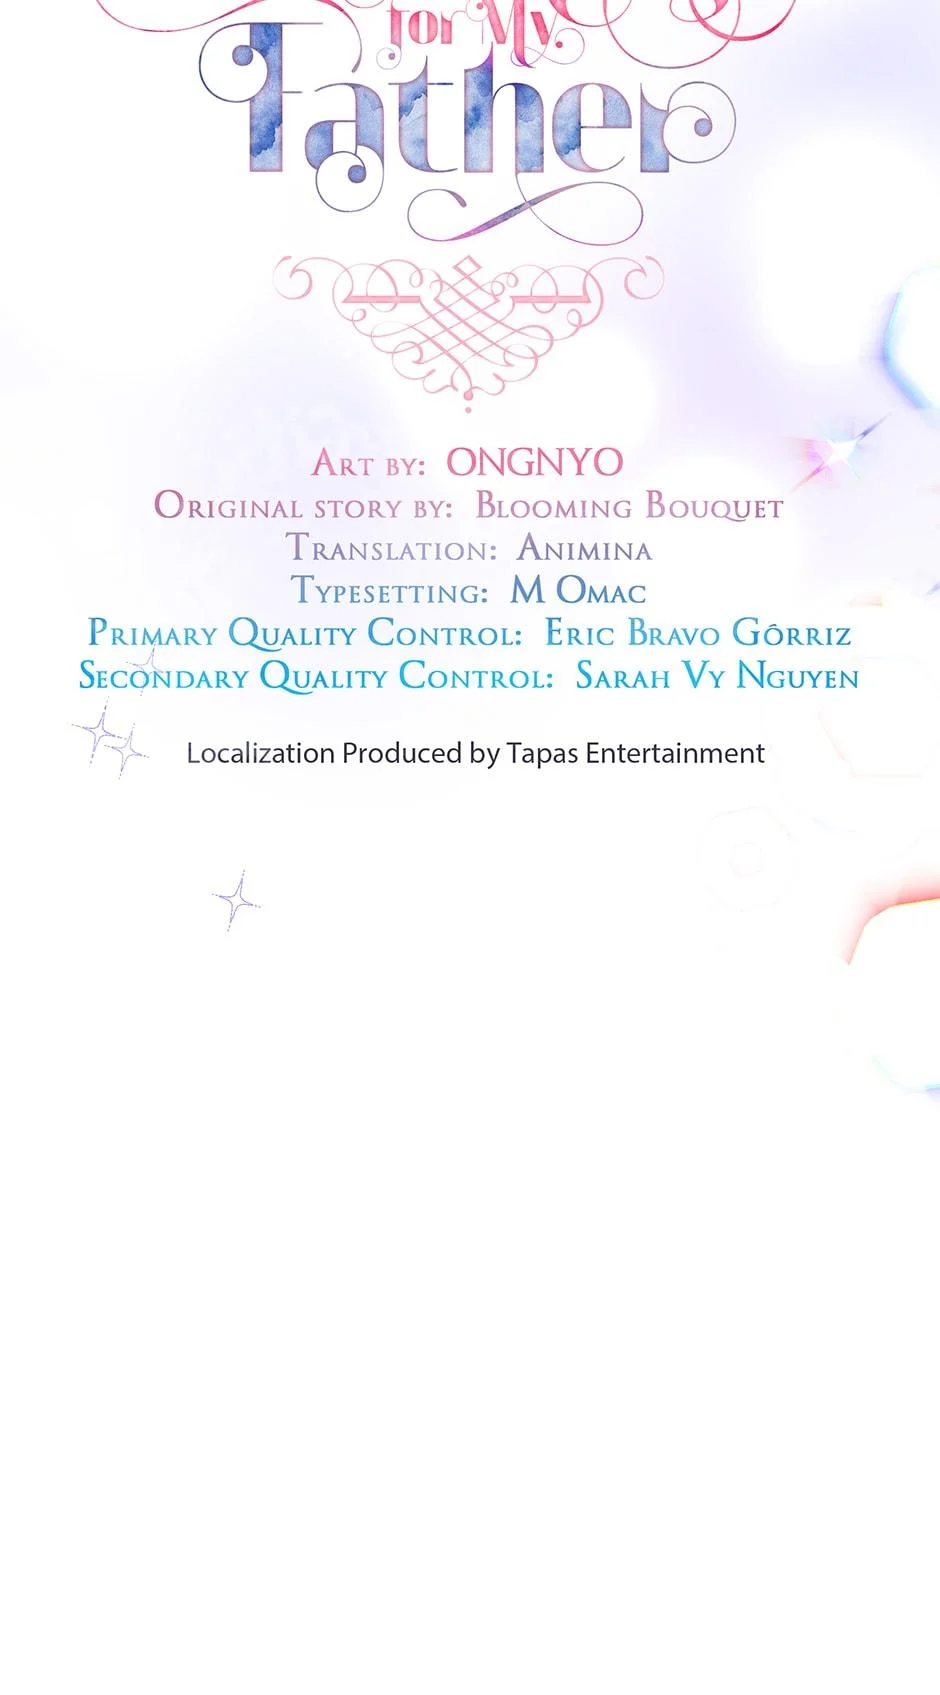 for My
Father
Art by: ONGNYO
Original story by: Blooming Bouquet
Translation: Animina
Typesetting: M Omac
Primary Quality Control: Eric Bravo Górriz
Secondary Quality Control: Sarah Vy Nguyen
Localization Produced by Tapas Entertainment